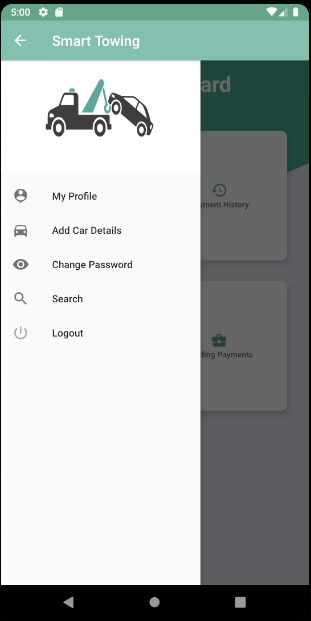 5:00
Smart Towing
ard
yment History
ding Payments
My Profile
Add Car Details
Change Password
Search
Logout